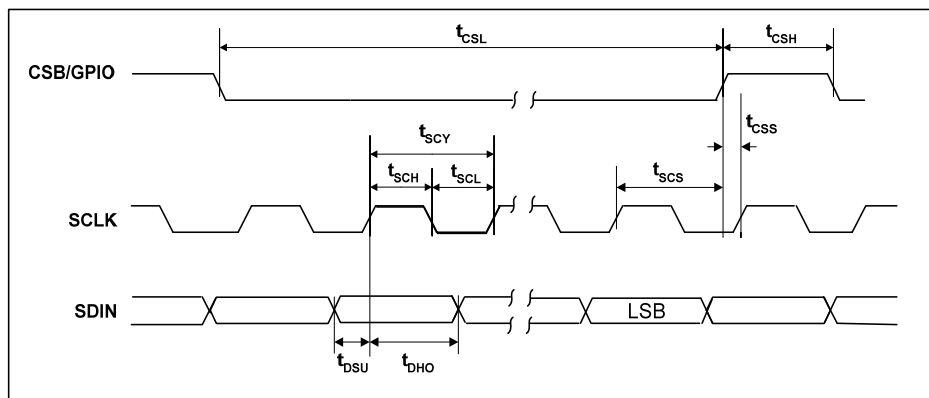 tCSL
tCSH
CSB/GPIO
tCSS
tSCY
tSCH
tSCL
tSCS
SCLK
SDIN
LSB
tDSU
tDHO